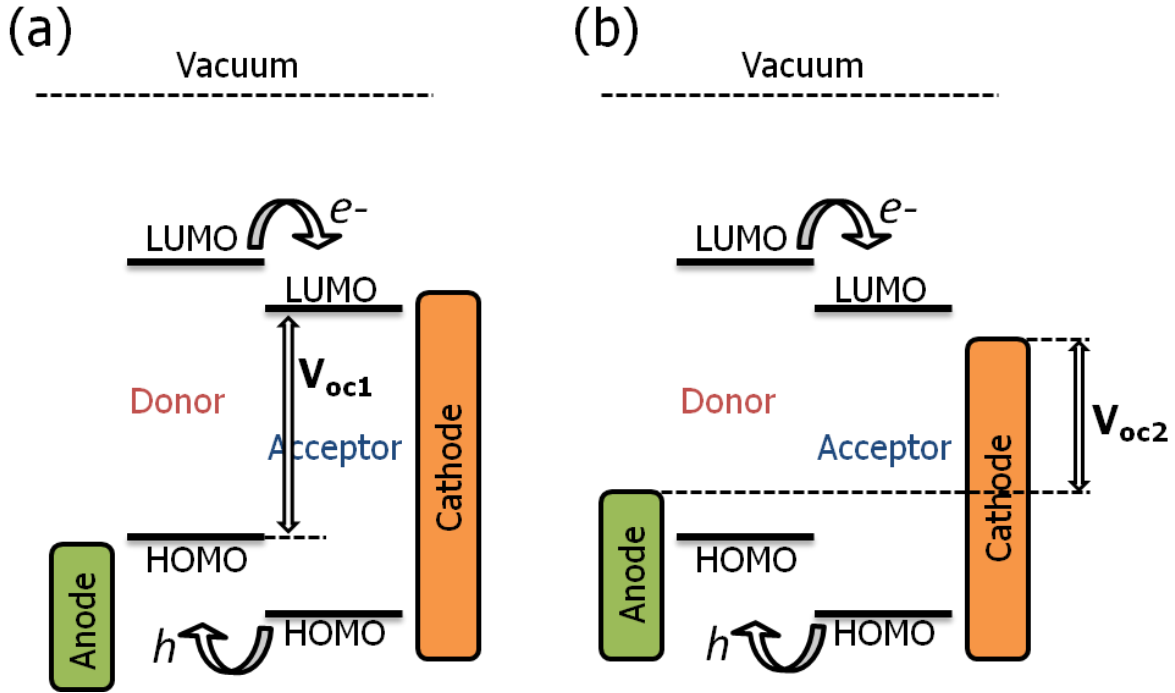 (a)
Vacuum
LUMO
e-
LUMO
Voc1
Donor
Acceptor
Cathode
HOMO
Anode
h
HOMO
(b)
Vacuum
LUMO
e-
LUMO
Donor
Voc2
Acceptor
Cathode
Anode
HOMO
h
HOMO